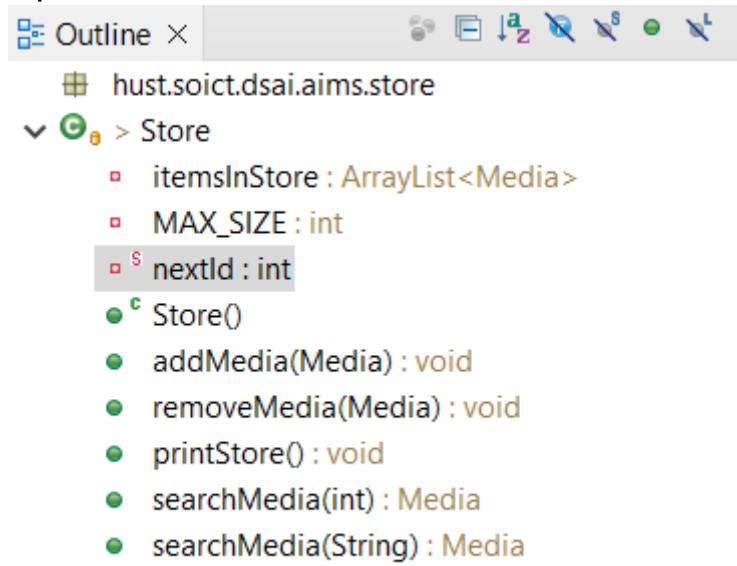 Outline
hust.soict.dsai.aims.store
> Store
itemsInStore : ArrayList<Media>
MAX_SIZE : int
S nextId : int
C Store()
addMedia(Media) : void
removeMedia(Media) : void
printStore() : void
searchMedia(int) : Media
searchMedia(String) : Media